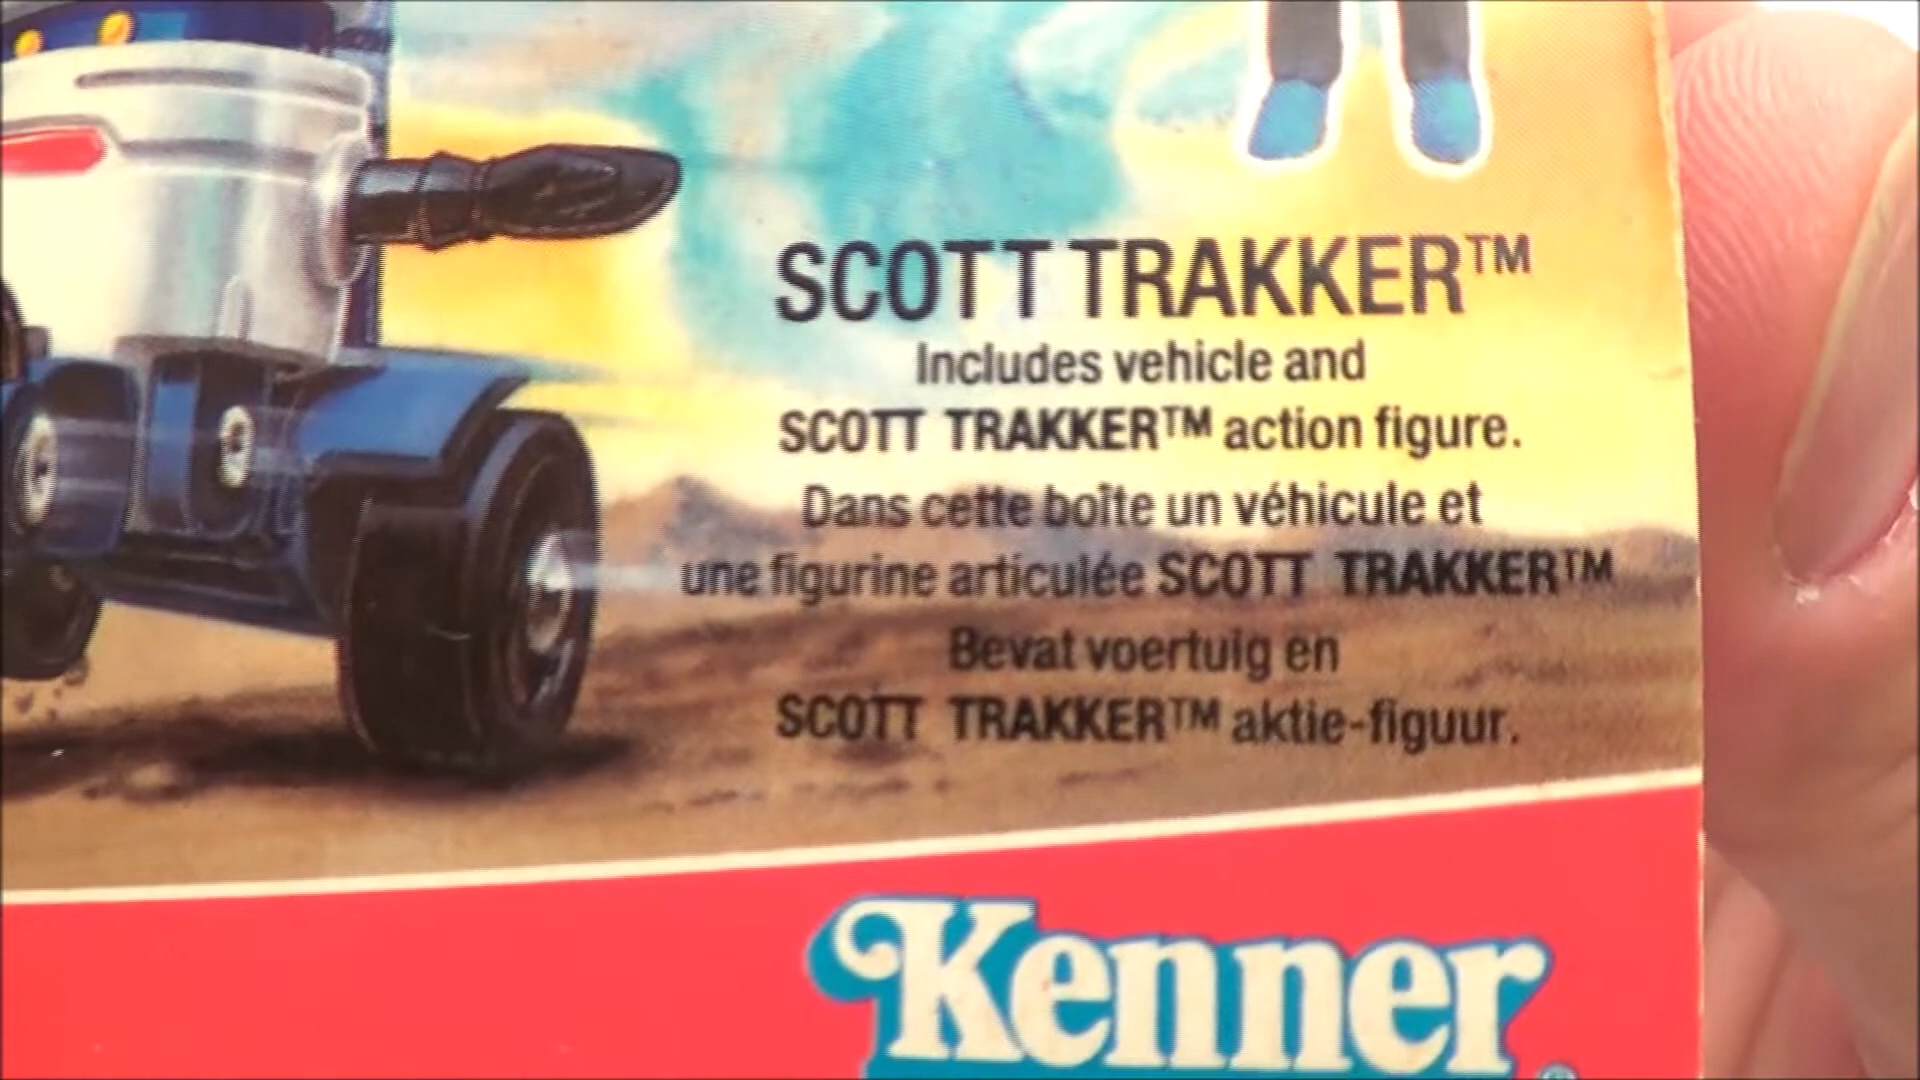 SCOTT TRAKKER™
Includes vehicle and
SCOTT TRAKKER™ action figure.
Dans cette boîte un véhicule et
une figurine articulée SCOTT TRAKKER™
Bevat voertuig en
SCOTT TRAKKER™ aktie-figuur.
Kenner®